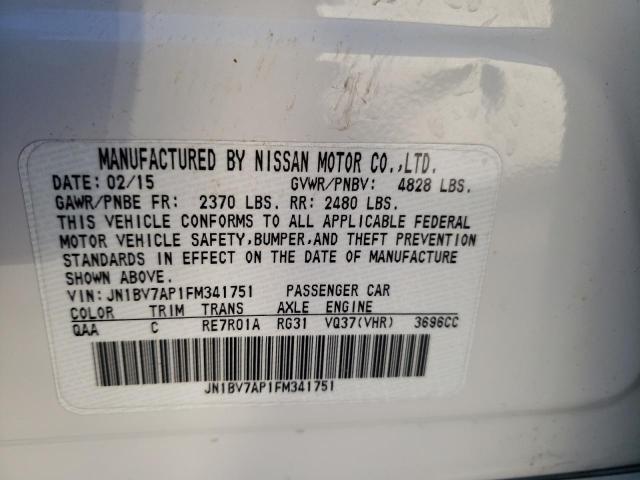 MANUFACTURED BY NISSAN MOTOR CO.,LTD.
DATE: 02/15 GVWR/PNBV: 4828 LBS.
GAWR/PNBE FR: 2370 LBS. RR: 2480 LBS.
THIS VEHICLE CONFORMS TO ALL APPLICABLE FEDERAL
MOTOR VEHICLE SAFETY,BUMPER,AND THEFT PREVENTION
STANDARDS IN EFFECT ON THE DATE OF MANUFACTURE
SHOWN ABOVE.
VIN: JN1BV7AP1FM341751 PASSENGER CAR
COLOR TRIM TRANS AXLE ENGINE
QAA C RE7R01A RG31 VQ37(VHR) 3696CC
JN1BV7AP1FM341751